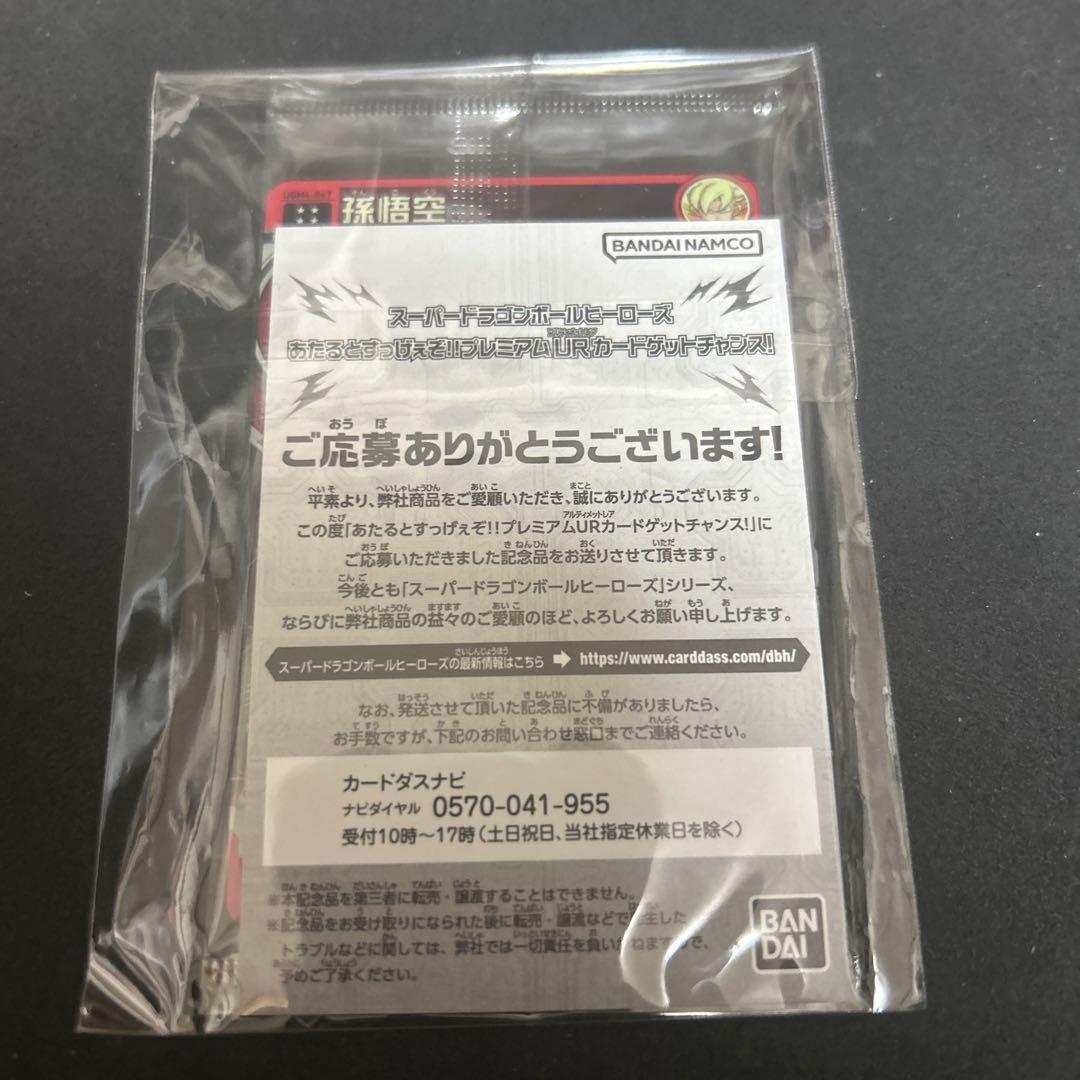 孫悟空
BANDAI NAMCO
スーパードラゴンボールヒーローズ
あたるとすっげぇぞ!!プレミアムURカードゲットチャンス!
ご応募ありがとうございます!
平素より、弊社商品をご愛顧いただき、誠にありがとうございます。
この度「あたるとすっげぇぞ!!プレミアムURカードゲットチャンス!」に
ご応募いただきました記念品をお送りさせて頂きます。
今後とも「スーパードラゴンボールヒーローズ」シリーズ、
ならびに弊社商品の益々のご愛顧のほど、よろしくお願い申し上げます。
スーパードラゴンボールヒーローズの最新情報はこちら ➡ https://www.carddass.com/dbh/
なお、発送させて頂いた記念品に不備がありましたら、
お手数ですが、下記のお問い合わせ窓口までご連絡ください。
カードダスナビ
ナビダイヤル 0570-041-955
受付10時～17時(土日祝日、当社指定休業日を除く)
※本記念品を第三者に転売・譲渡することはできません。
※記念品をお受け取りになられた後に転売・譲渡などで発生した
トラブルなどに関しては、弊社では一切責任を負いかねますので、
予めご了承ください。
BAN
DAI